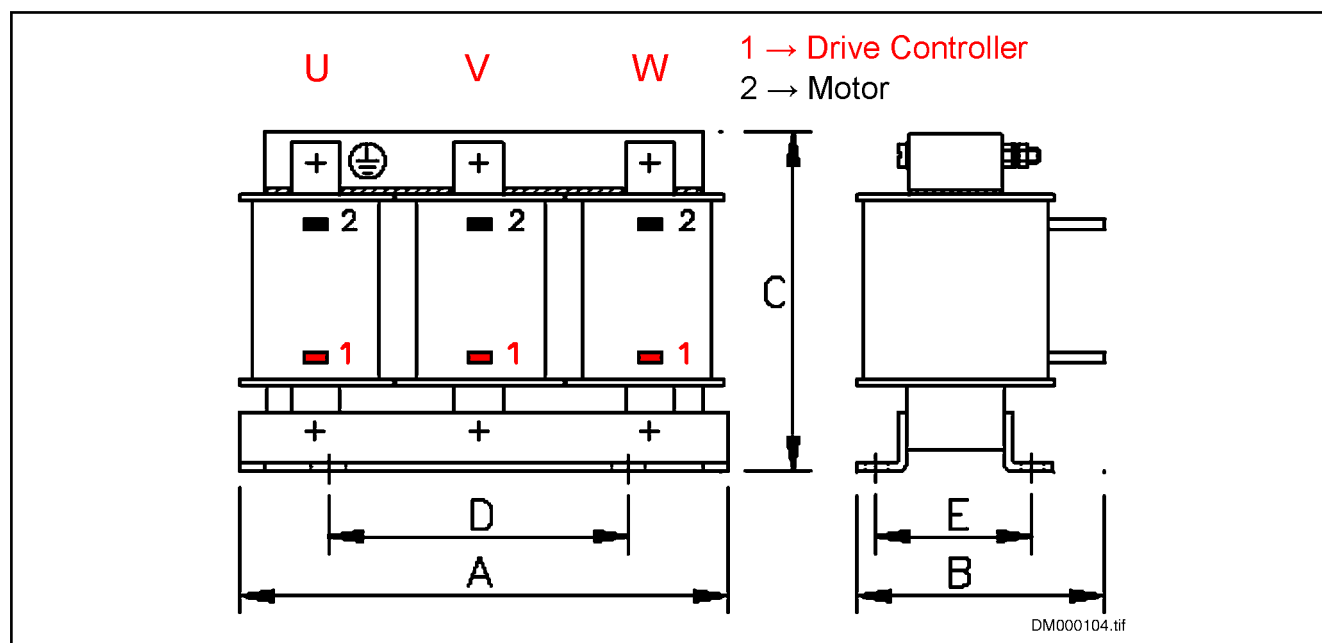 1 → Drive Controller
U V W
2 → Motor
2 2 2
C
1 1 1
D E
A B
DM000104.tif